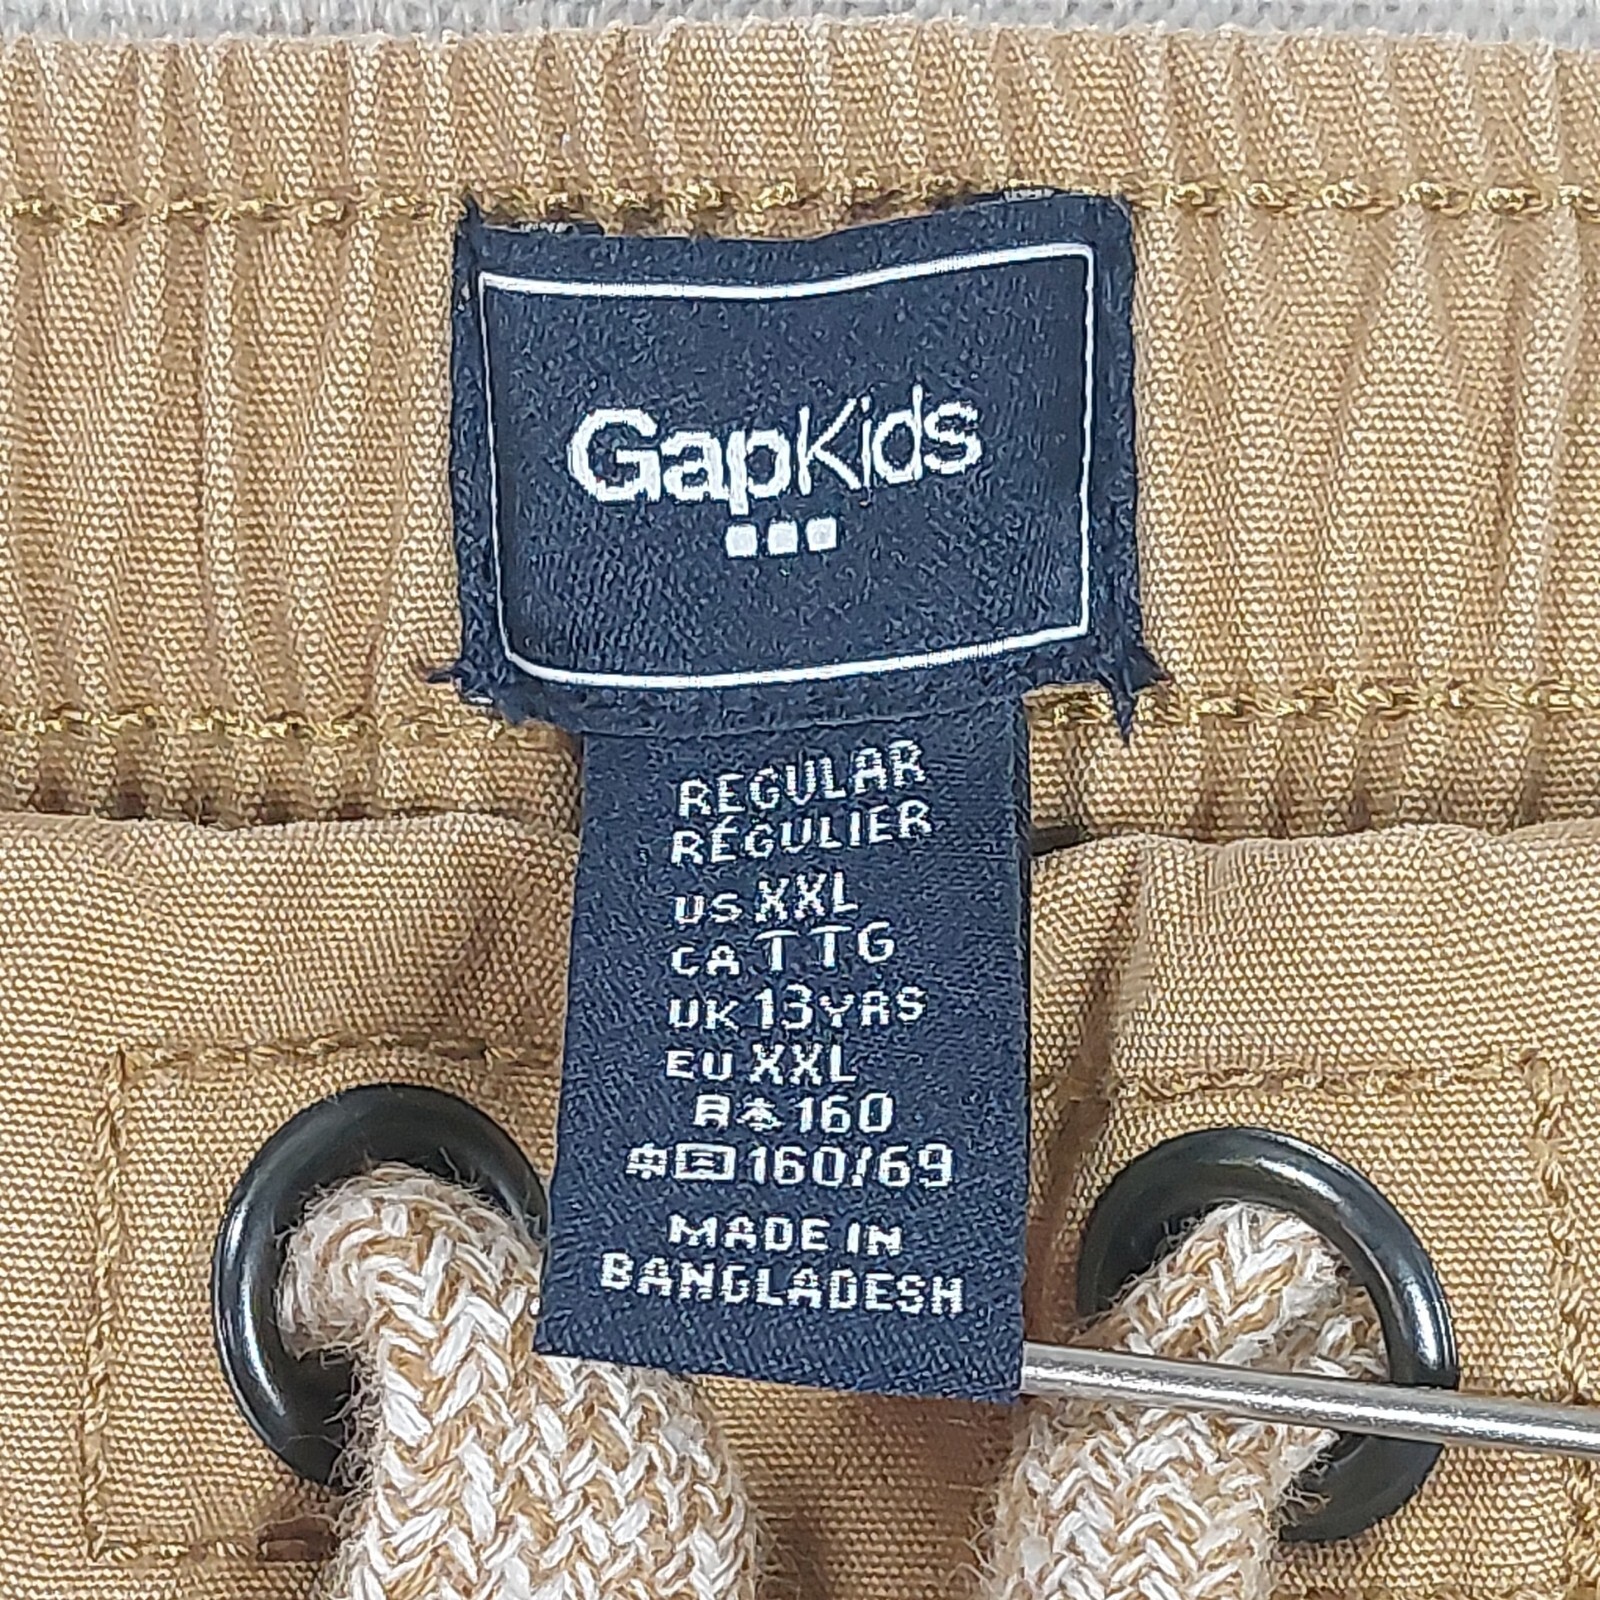 GapKids
REGULAR
RÉGULIER
US XXL
CA TTG
UK 13YRS
EU XXL
日本 160
中国 160/69
MADE IN
BANGLADESH